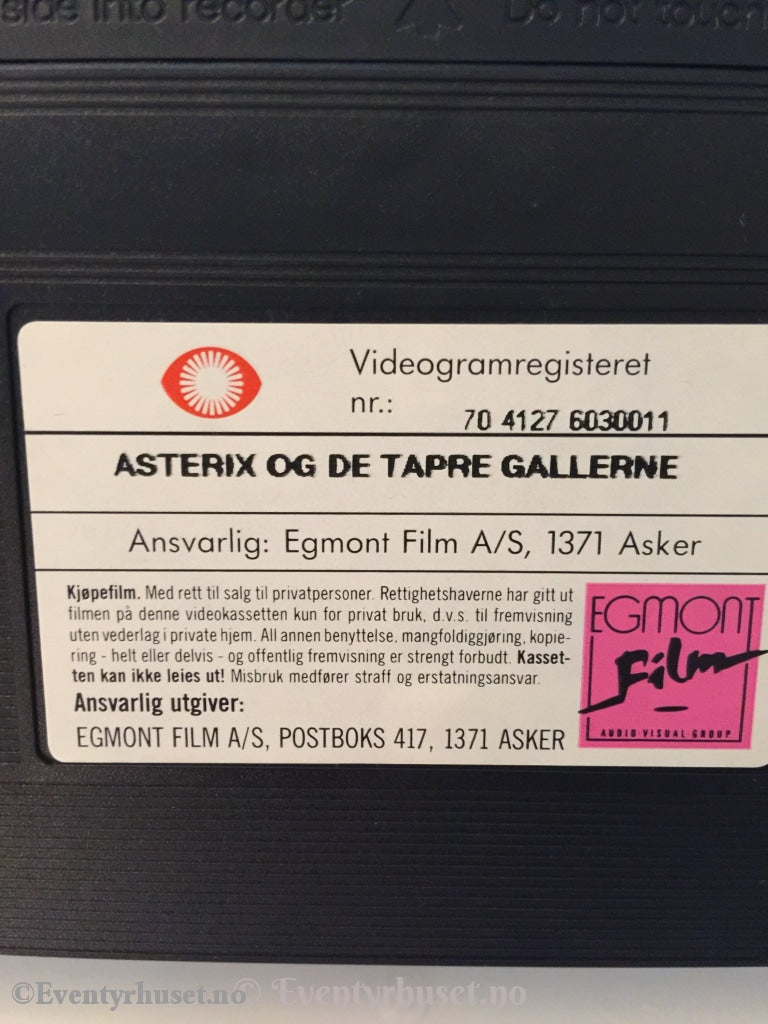 side into recorder Do not touch
Videogramregisteret
nr.: 70 4127 6030011
ASTERIX OG DE TAPRE GALLERNE
Ansvarlig: Egmont Film A/S, 1371 Asker
Kjøpefilm. Med rett til salg til privatpersoner. Rettighetshaverne har gitt ut
filmen på denne videokassetten kun for privat bruk, d.v.s. til fremvisning
uten vederlag i private hjem. All annen benyttelse, mangfoldiggjøring, kopie-
ring - helt eller delvis - og offentlig fremvisning er strengt forbudt. Kasset-
ten kan ikke leies ut! Misbruk medfører straff og erstatningsansvar.
Ansvarlig utgiver:
EGMONT FILM A/S, POSTBOKS 417, 1371 ASKER
EGMONT
Film
AUDIO·VISUAL·GROUP
©Eventyrhuset.no © Eventyrhuset.no